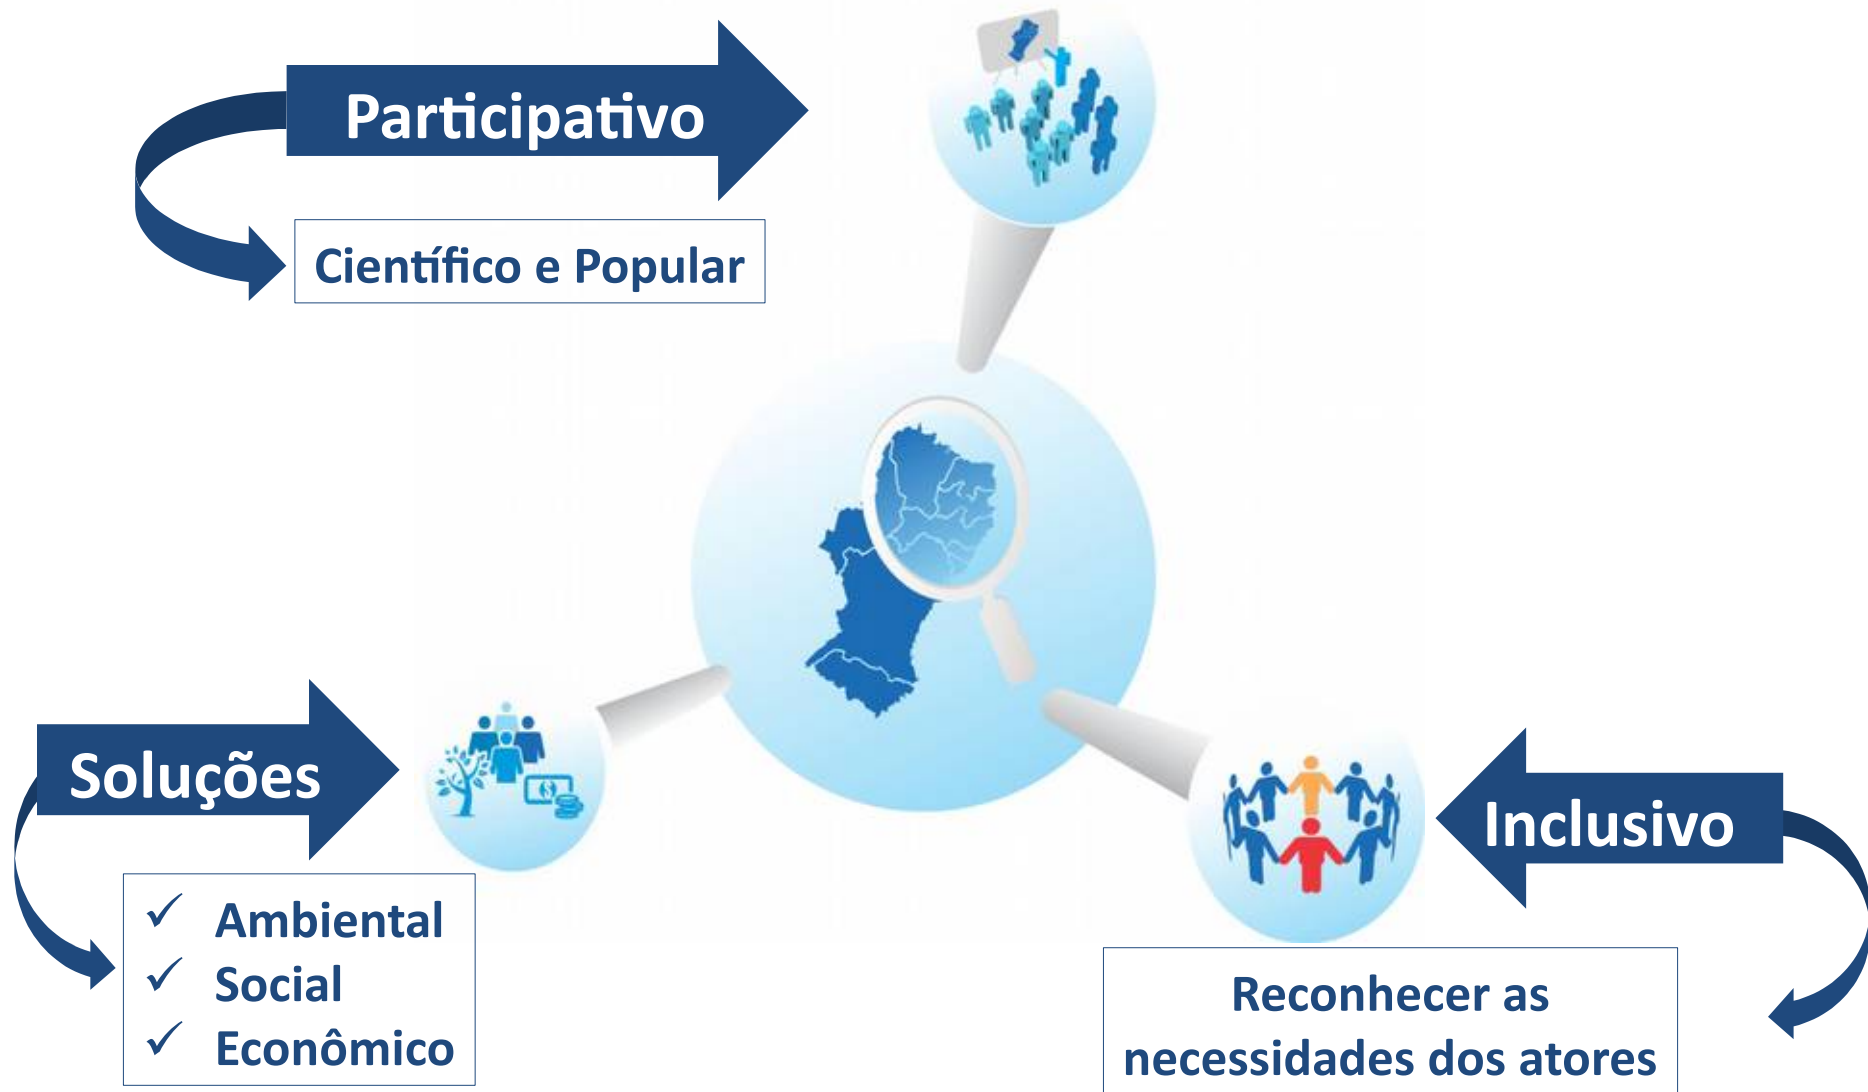 Participativo
Científico e Popular
Soluções
Ambiental
Social
Econômico
Inclusivo
Reconhecer as
necessidades dos atores